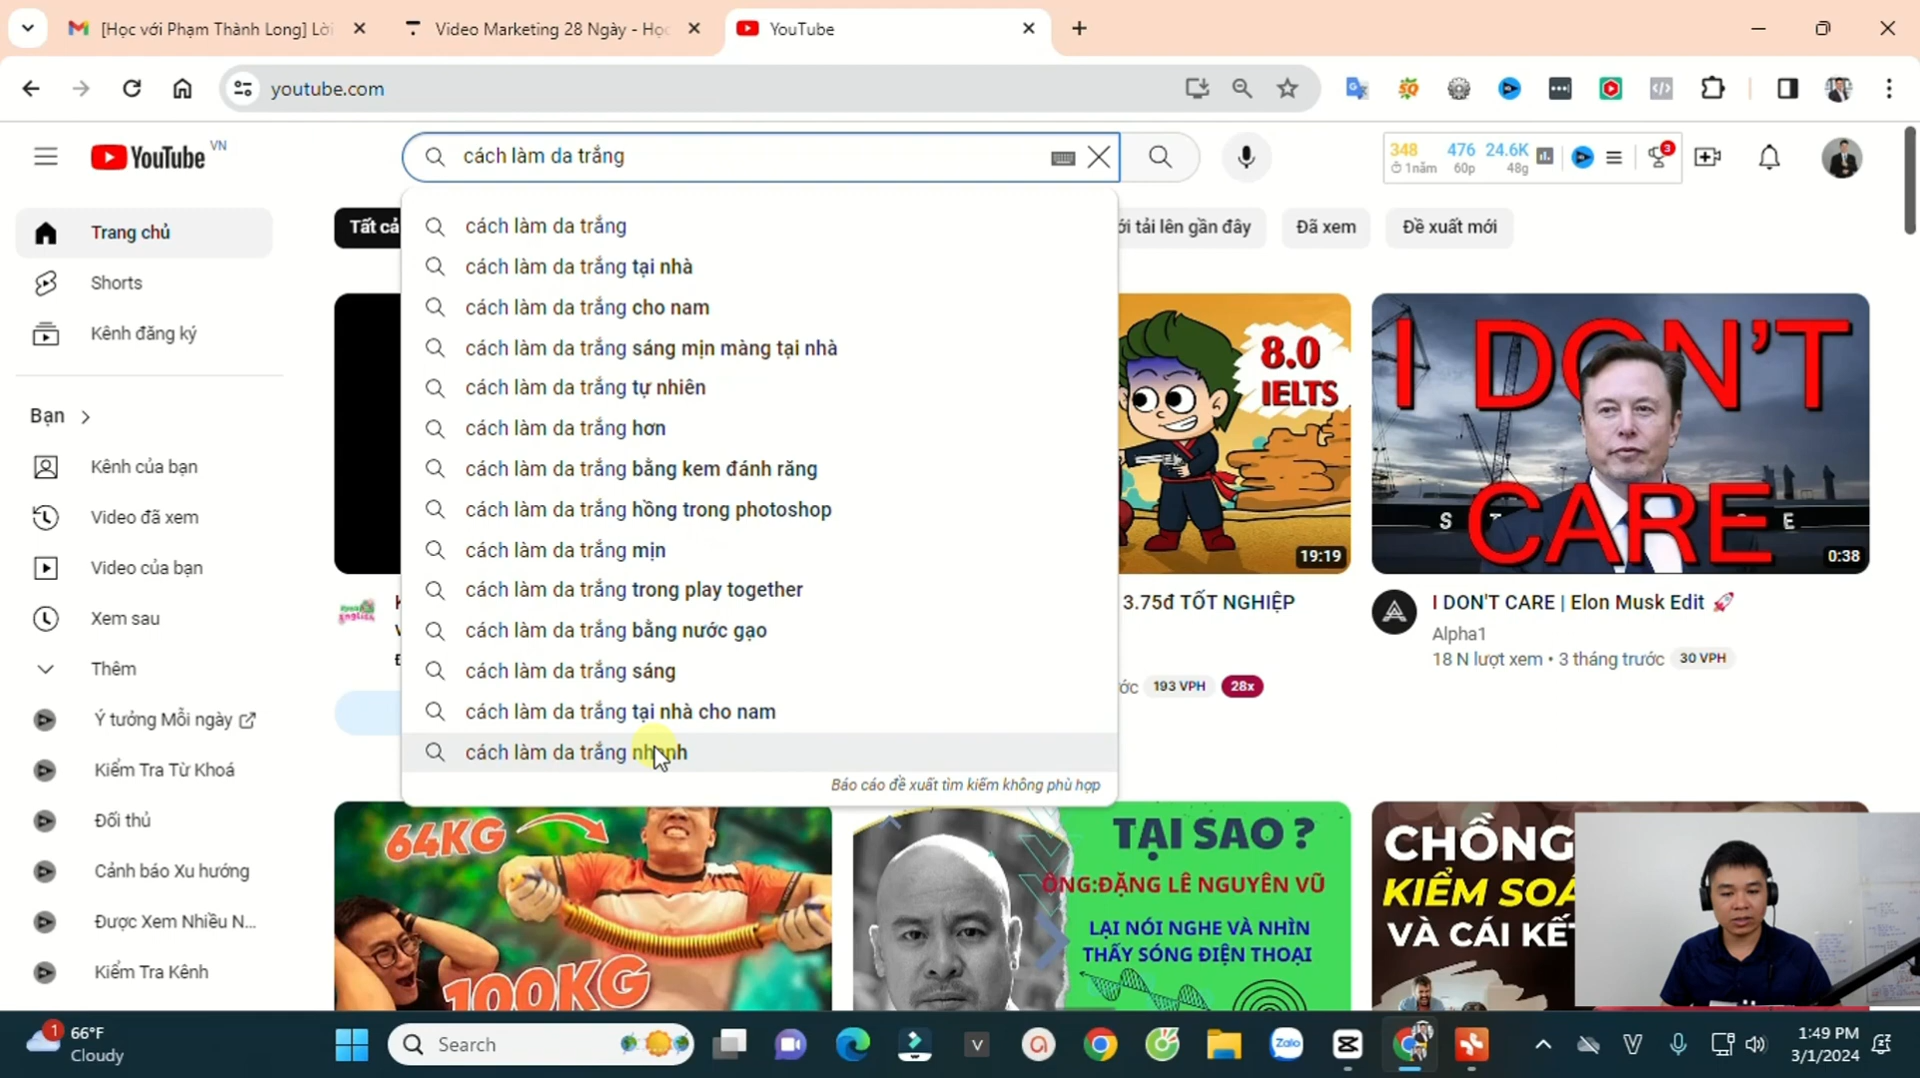 [Học với Phạm Thành Long] Lời
Video Marketing 28 Ngày - Học
YouTube
youtube.com
YouTube VN
cách làm da trắng
348
1năm
476
60p
24.6K
48g
3
Trang chủ
Shorts
Kênh đăng ký
Bạn
Kênh của bạn
Video đã xem
Video của bạn
Xem sau
Thêm
Ý tưởng Mỗi ngày
Kiểm Tra Từ Khoá
Đối thủ
Cảnh báo Xu hướng
Được Xem Nhiều N...
Kiểm Tra Kênh
Tất cả
tải lên gần đây
Đã xem
Đề xuất mới
cách làm da trắng
cách làm da trắng tại nhà
cách làm da trắng cho nam
cách làm da trắng sáng mịn màng tại nhà
cách làm da trắng tự nhiên
cách làm da trắng hơn
cách làm da trắng bằng kem đánh răng
cách làm da trắng hồng trong photoshop
cách làm da trắng mịn
cách làm da trắng trong play together
cách làm da trắng bằng nước gạo
cách làm da trắng sáng
cách làm da trắng tại nhà cho nam
cách làm da trắng nhanh
Báo cáo đề xuất tìm kiếm không phù hợp
8.0
IELTS
19:19
3.75đ TỐT NGHIỆP
193 VPH
28x
I DON'T
CARE
0:38
I DON'T CARE | Elon Musk Edit 🚀
Alpha1
18 N lượt xem • 3 tháng trước
30 VPH
64KG
100KG
TẠI SAO ?
ÔNG:ĐẶNG LÊ NGUYÊN VŨ
LẠI NÓI NGHE VÀ NHÌN
THẤY SÓNG ĐIỆN THOẠI
CHỒNG
KIỂM SOÁ
VÀ CÁI KẾT
1
66°F
Cloudy
Search
Zalo
1:49 PM
3/1/2024